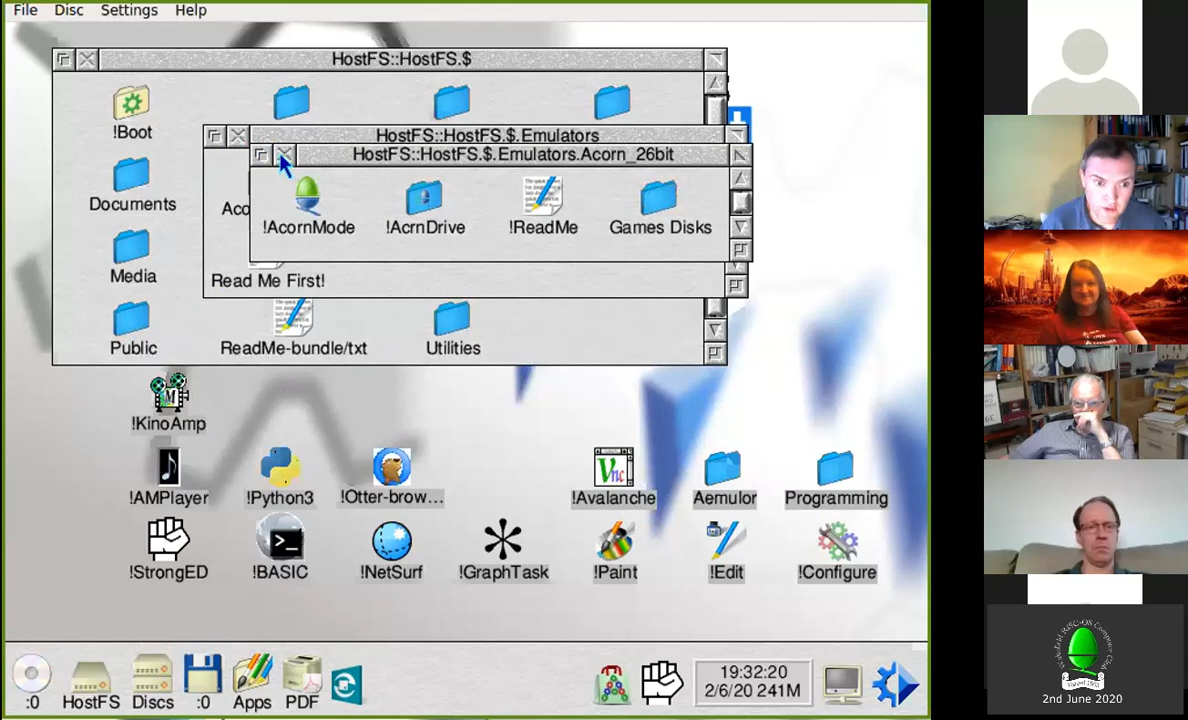 File Disc Settings Help
HostFS::HostFS.$
!Boot
HostFS::HostFS.$.Emulators
HostFS::HostFS.$.Emulators.Acorn_26bit
Documents
Aco
!AcornMode !AcrnDrive !ReadMe Games Disks
Media
Read Me First!
Public ReadMe-bundle/txt Utilities
!KinoAmp
!AMPlayer !Python3 !Otter-brow... !Avalanche Aemulor Programming
!StrongED !BASIC !NetSurf !GraphTask !Paint !Edit !Configure
:0 HostFS Discs :0 Apps PDF
19:32:20
2/6/20 241M
2nd June 2020